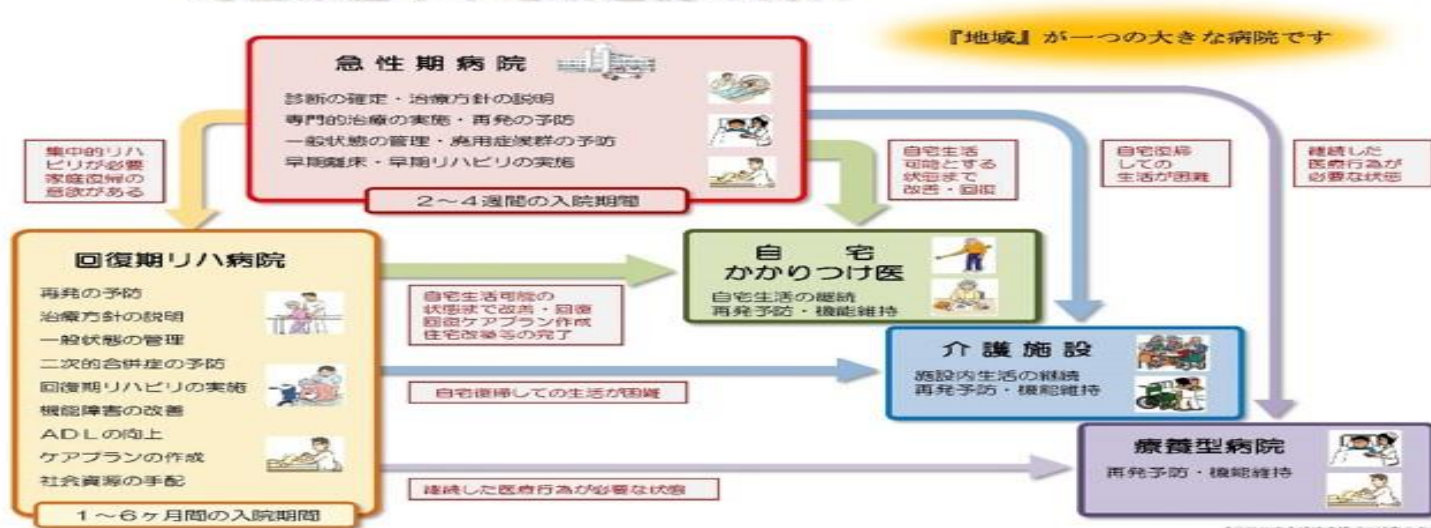 『地域』が一つの大きな病院です
急性期病院
診断の確定・治療方針の説明
専門的治療の実施・再発の予防
一般状態の管理・廃用症候群の予防
早期離床・早期リハビリの実施
2～4週間の入院期間
集中的リハ
ビリが必要
家庭復帰の
意欲がある
自宅生活
可能とする
状態まで
改善・回復
自宅復帰
しての
生活が困難
継続した
医療行為が
必要な状態
回復期リハ病院
再発の予防
治療方針の説明
一般状態の管理
二次的合併症の予防
回復期リハビリの実施
機能障害の改善
ADLの向上
ケアプランの作成
社会資源の手配
1～6ヶ月間の入院期間
自宅生活可能の
状態まで改善・回復
回復ケアプラン作成
住宅改築等の完了
自宅
かかりつけ医
自宅生活の継続
再発予防・機能維持
自宅復帰しての生活が困難
介護施設
施設内生活の継続
再発予防・機能維持
継続した医療行為が必要な状態
療養型病院
再発予防・機能維持